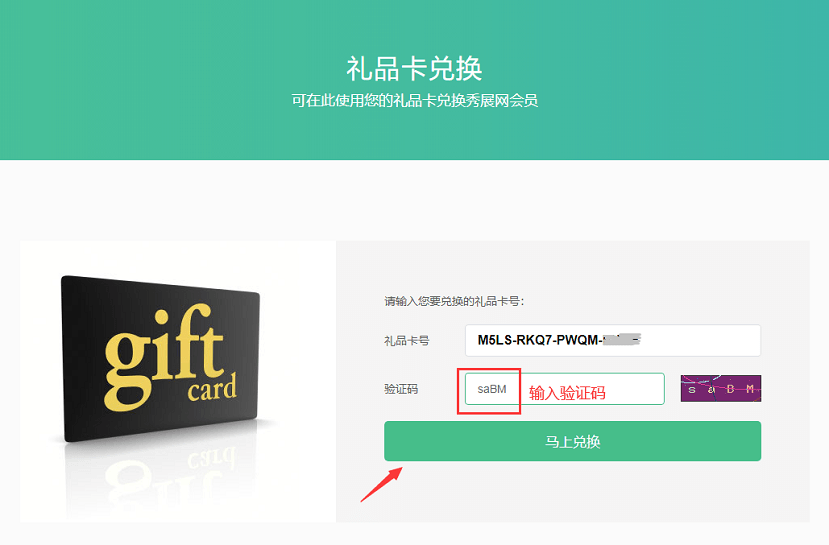 礼品卡兑换
可在此使用您的礼品卡兑换秀展网会员
gift
card
请输入您要兑换的礼品卡号:
礼品卡号 M5LS-RKQ7-PWQM-
验证码 saBM 输入验证码 s a B M
马上兑换